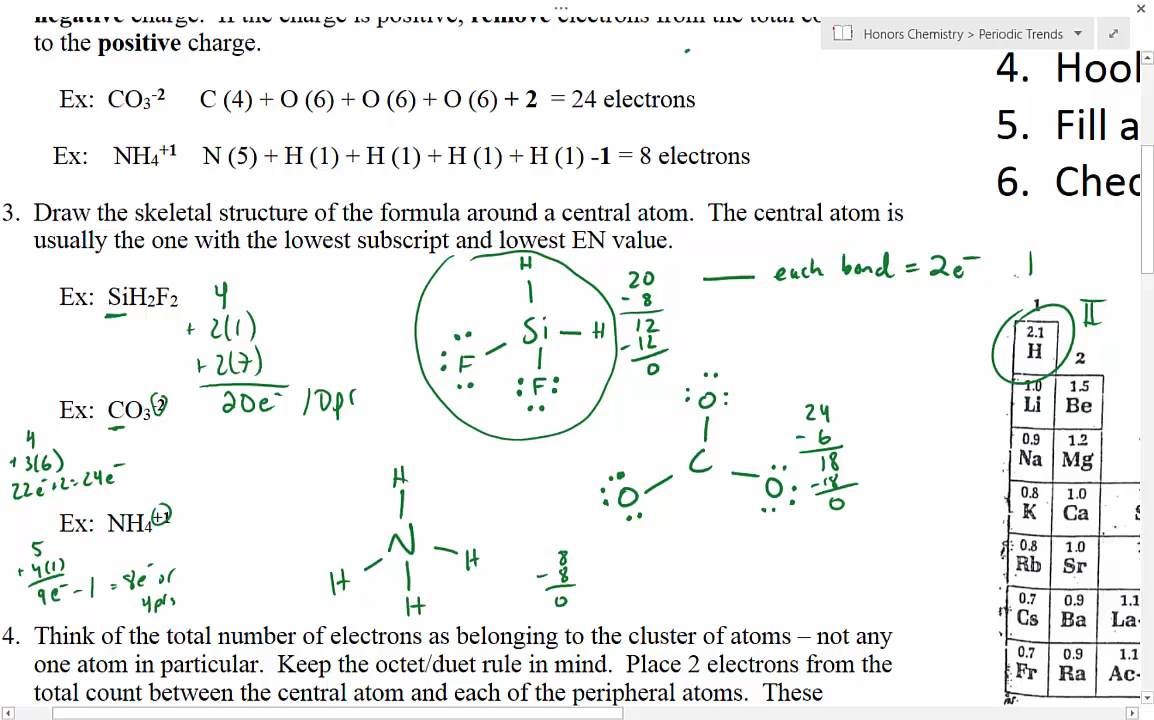 negative charge. If the charge is positive, remove electrons from the total
to the positive charge.
Honors Chemistry > Periodic Trends
Ex: CO₃⁻² C (4) + O (6) + O (6) + O (6) + 2 = 24 electrons
Ex: NH₄⁺¹ N (5) + H (1) + H (1) + H (1) + H (1) -1 = 8 electrons
4. Hool
5. Fill a
6. Chec
3. Draw the skeletal structure of the formula around a central atom. The central atom is
usually the one with the lowest subscript and lowest EN value.
each bond = 2e⁻
Ex: SiH₂F₂
4
+ 2(1)
+ 2(7)
20e⁻ / 10pr
H
Si — H
:F
:F:
20
- 8
12
- 12
0
Ex: CO₃⁻²
4
+3(6)
22e⁻+2=24e⁻
:O:
C
:O
O:
24
- 6
18
-18
0
Ex: NH₄⁺¹
5
+4(1)
9e⁻ - 1 = 8e⁻ or
4prs
H
N
H
H
H
8
- 8
0
1
II
2.1
H
2
1.0 1.5
Li Be
0.9 1.2
Na Mg
0.8 1.0
K Ca
0.8 1.0
Rb Sr
0.7 0.9 1.1
Cs Ba La
0.7 0.9 1.1
Fr Ra Ac
4. Think of the total number of electrons as belonging to the cluster of atoms – not any
one atom in particular. Keep the octet/duet rule in mind. Place 2 electrons from the
total count between the central atom and each of the peripheral atoms. These